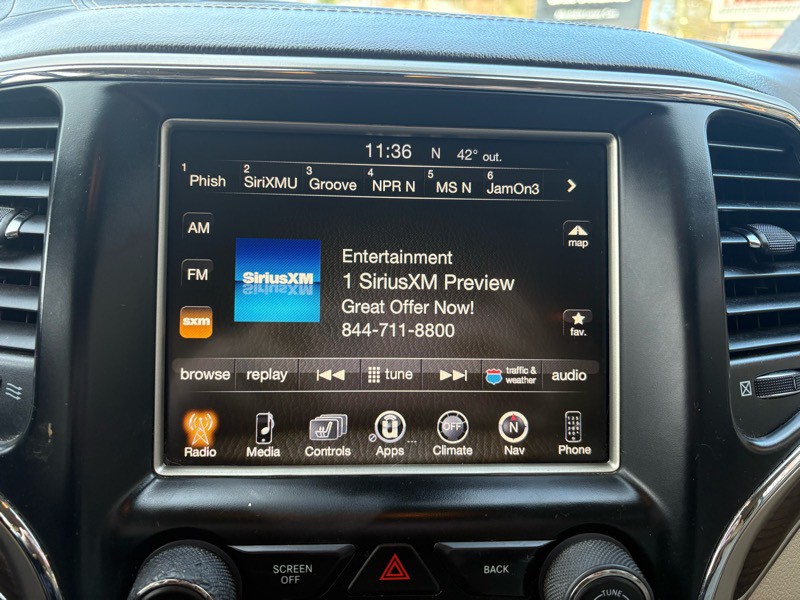 11:36 N 42° out.
1 Phish 2 SiriXMU 3 Groove 4 NPR N 5 MS N 6 JamOn3
AM
map
FM
sxm
SiriusXM
Entertainment
1 SiriusXM Preview
Great Offer Now!
844-711-8800
fav.
browse replay tune traffic & weather audio
OFF N
Radio Media Controls Apps ... Climate Nav Phone
SCREEN OFF BACK
TUNE